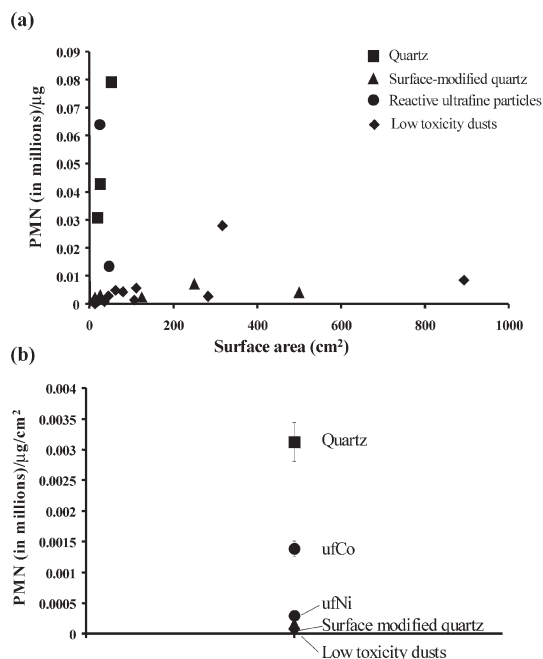 (a)
0.09
0.08
0.07
0.06
0.05
0.04
0.03
0.02
0.01
0
PMN (in millions)/µg
Quartz
Surface-modified quartz
Reactive ultrafine particles
Low toxicity dusts
0 200 400 600 800 1000
Surface area (cm²)
(b)
0.004
0.0035
0.003
0.0025
0.002
0.0015
0.001
0.0005
0
PMN (in millions)/µg/cm²
Quartz
ufCo
ufNi
Surface modified quartz
Low toxicity dusts